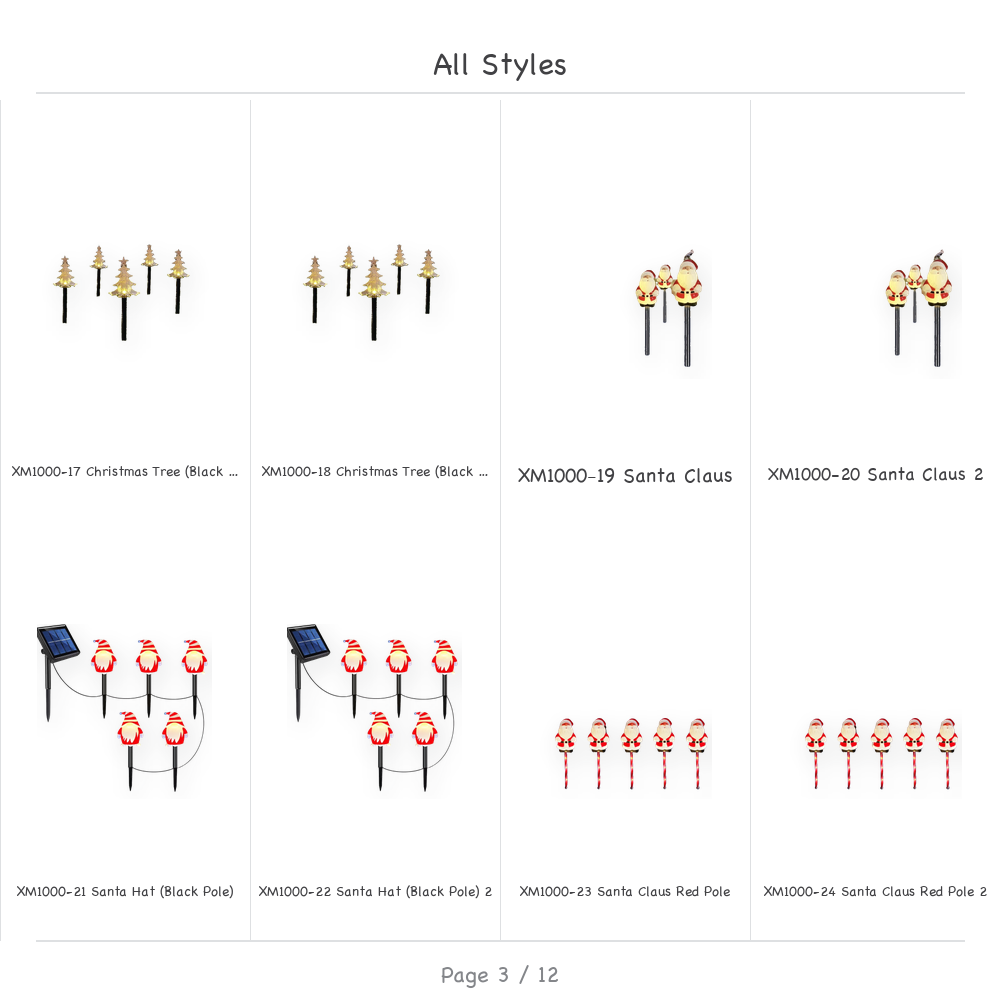 All Styles
XM1000-17 Christmas Tree (Black ...
XM1000-18 Christmas Tree (Black ...
XM1000-19 Santa Claus
XM1000-20 Santa Claus 2
XM1000-21 Santa Hat (Black Pole)
XM1000-22 Santa Hat (Black Pole) 2
XM1000-23 Santa Claus Red Pole
XM1000-24 Santa Claus Red Pole 2
Page 3 / 12